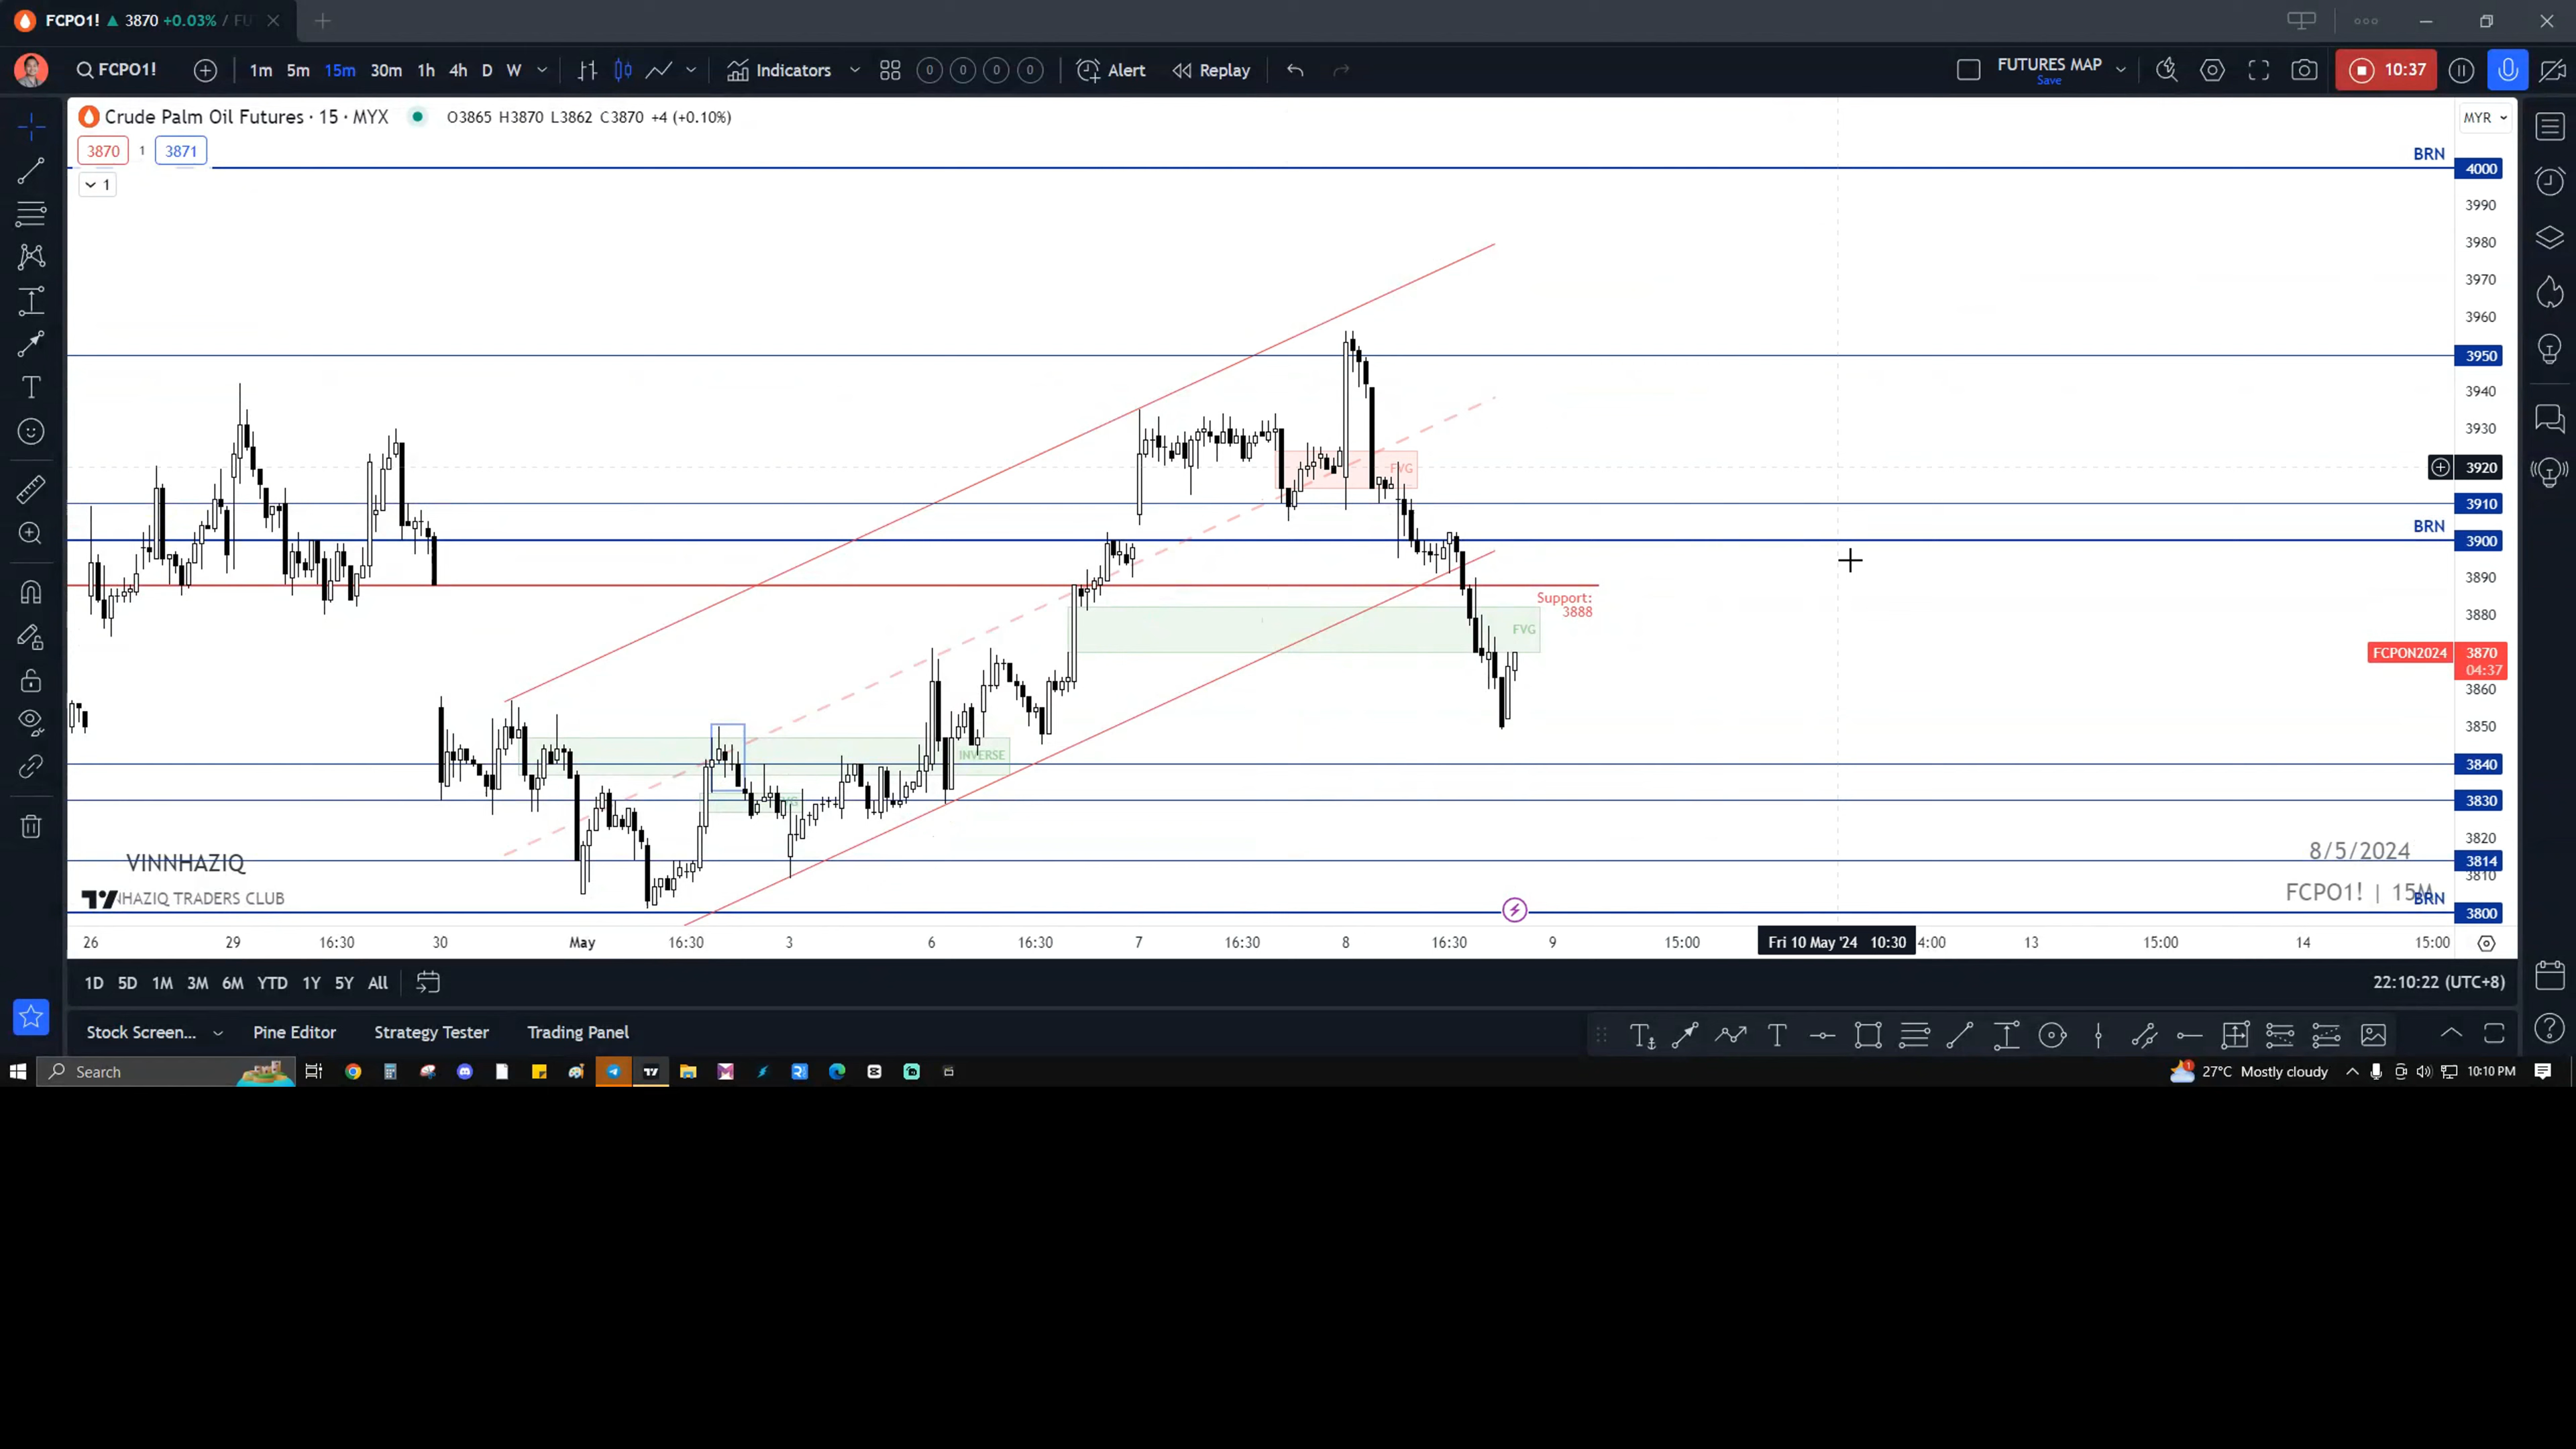 FCPO1! ▲ 3870 +0.03% / FU
FCPO1! 1m 5m 15m 30m 1h 4h D W Indicators 0 0 0 0 Alert Replay FUTURES MAP 10:37
Save
Crude Palm Oil Futures · 15 · MYX O3865 H3870 L3862 C3870 +4 (+0.10%) MYR
3870 1 3871
1
BRN
4000
3990
3980
3970
3960
3950
3940
3930
FVG 3920
3910
BRN
3900
3890
Support:
3888
3880
FVG
FCPON2024 3870
04:37
3860
3850
INVERSE
3840
3830
3820
VINNHAZIQ 8/5/2024
3814
3810
HAZIQ TRADERS CLUB FCPO1! | 15M BRN
3800
26 29 16:30 30 May 16:30 3 6 16:30 7 16:30 8 16:30 9 15:00 Fri 10 May '24 10:30 4:00 13 15:00 14 15:00
1D 5D 1M 3M 6M YTD 1Y 5Y All 22:10:22 (UTC+8)
Stock Screen... Pine Editor Strategy Tester Trading Panel
Search 27°C Mostly cloudy 10:10 PM